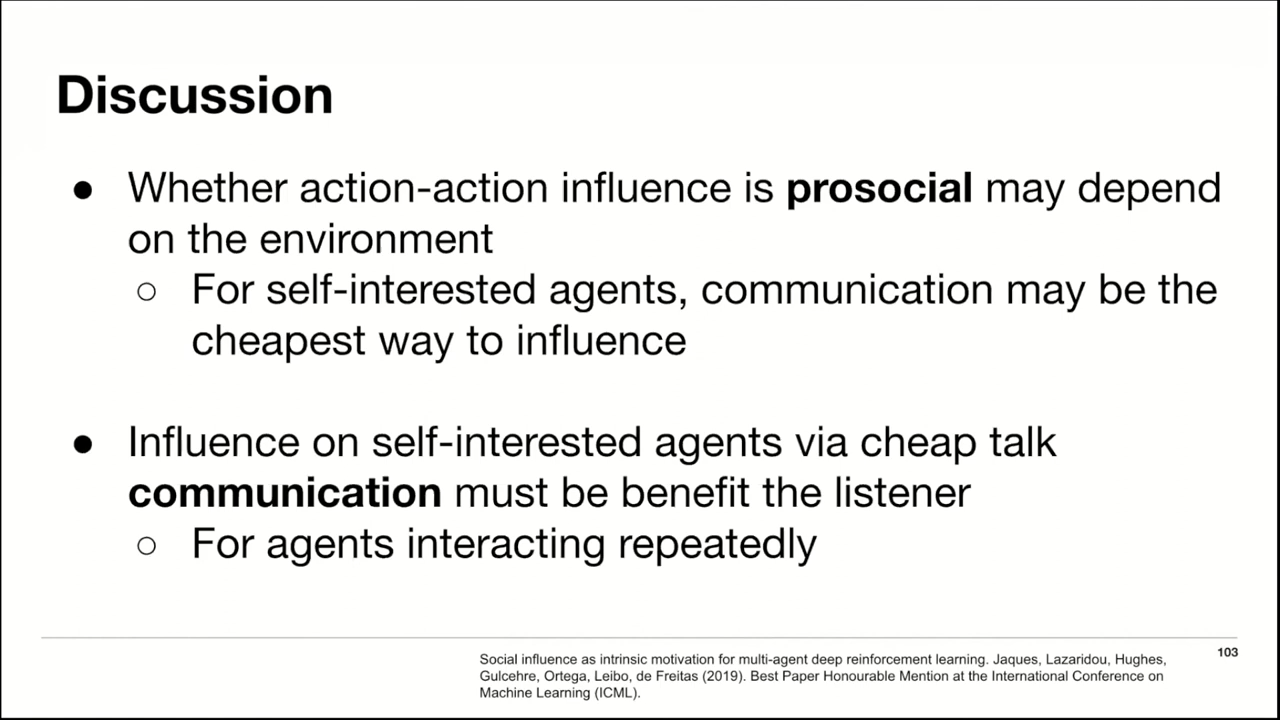 Discussion
● Whether action-action influence is prosocial may depend
on the environment
○ For self-interested agents, communication may be the
cheapest way to influence
● Influence on self-interested agents via cheap talk
communication must be benefit the listener
○ For agents interacting repeatedly
Social influence as intrinsic motivation for multi-agent deep reinforcement learning. Jaques, Lazaridou, Hughes,
Gulcehre, Ortega, Leibo, de Freitas (2019). Best Paper Honourable Mention at the International Conference on
Machine Learning (ICML).
103